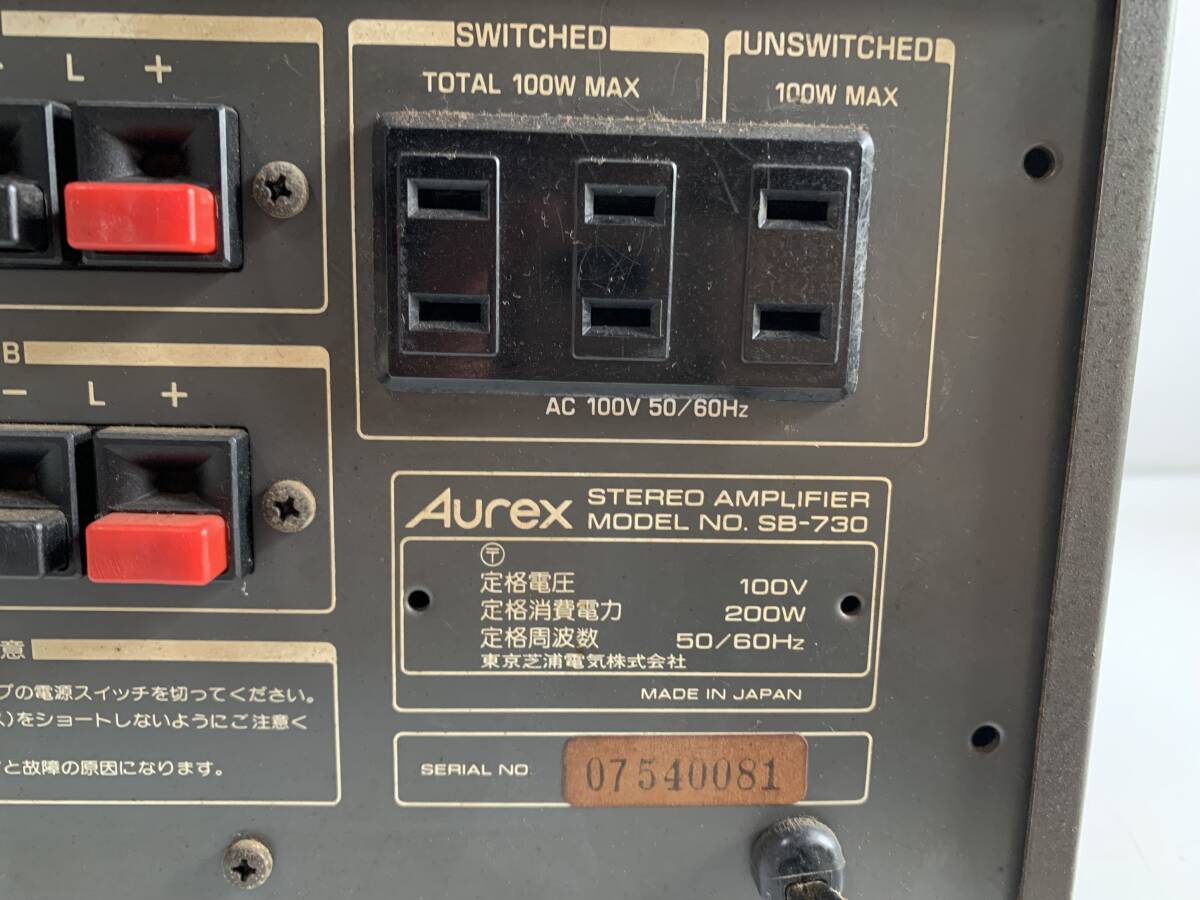 L +
SWITCHED
UNSWITCHED
TOTAL 100W MAX
100W MAX
B
− L +
AC 100V 50/60Hz
Aurex STEREO AMPLIFIER
MODEL NO. SB-730
〒
定格電圧 100V
定格消費電力 200W
定格周波数 50/60Hz
東京芝浦電気株式会社
MADE IN JAPAN
意
プの電源スイッチを切ってください。
ス)をショートしないようにご注意く
と故障の原因になります。
SERIAL NO 07540081